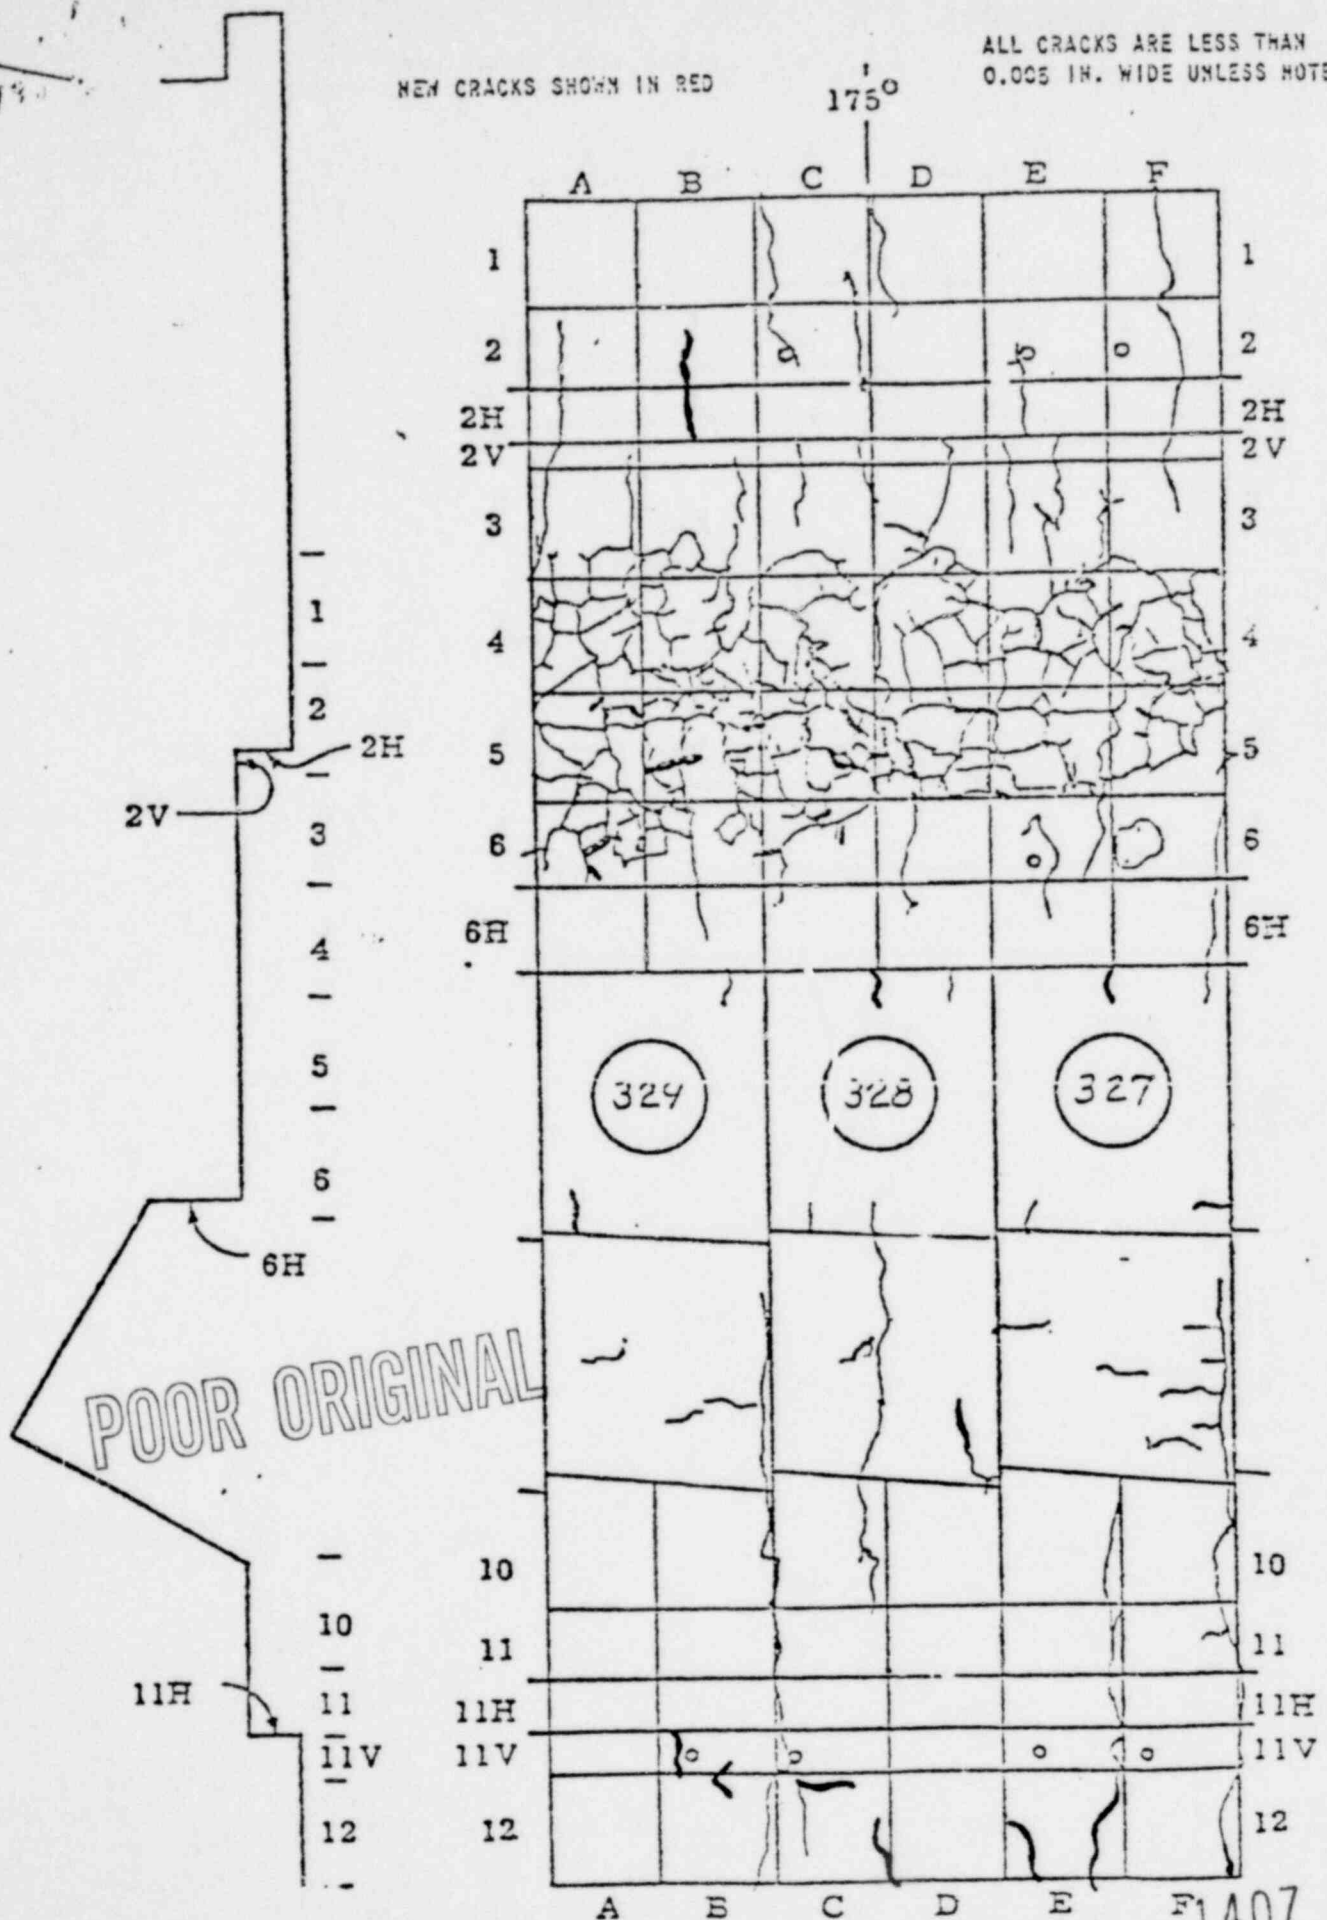 NEW CRACKS SHOWN IN RED
ALL CRACKS ARE LESS THAN
0.005 IN. WIDE UNLESS NOTE
175°
A B C D E F
1 1
2 2
2H 2H
2V 2V
3 3
4 4
5 5
6 6
6H 6H
329 328 327
10 10
11 11
11H 11H
11V 11V
12 12
A B C D E F
1
2
2H
2V
3
4
5
6
6H
POOR ORIGINAL
10
11H
11
11V
12
1407